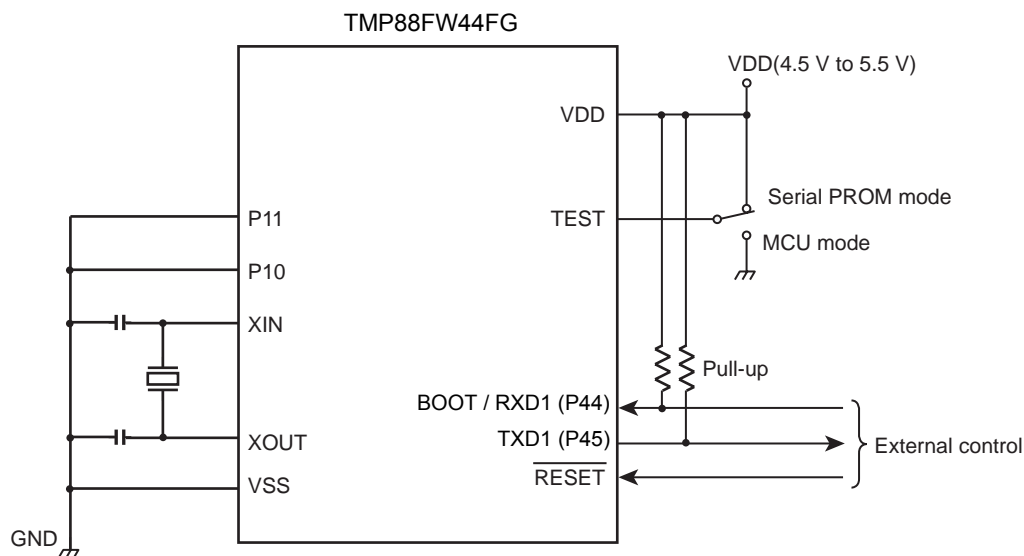 TMP88FW44FG
VDD(4.5 V to 5.5 V)
VDD
Serial PROM mode
P11
TEST
MCU mode
P10
XIN
Pull-up
BOOT / RXD1 (P44)
XOUT
TXD1 (P45)
External control
RESET
VSS
GND